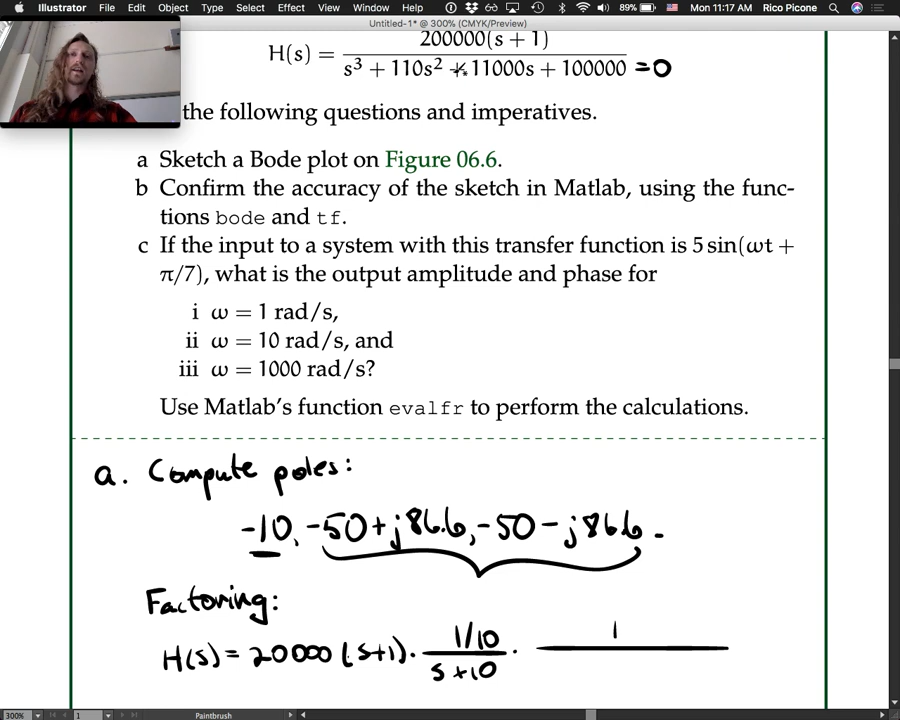 Illustrator File Edit Object Type Select Effect View Window Help 89% Mon 11:17 AM Rico Picone
Untitled-1* @ 300% (CMYK/Preview)
H(s) = 200000(s + 1) / s³ + 110s² + 11000s + 100000 = 0
the following questions and imperatives.
a Sketch a Bode plot on Figure 06.6.
b Confirm the accuracy of the sketch in Matlab, using the func-
tions bode and tf.
c If the input to a system with this transfer function is 5 sin(ωt +
π/7), what is the output amplitude and phase for
i ω = 1 rad/s,
ii ω = 10 rad/s, and
iii ω = 1000 rad/s?
Use Matlab's function evalfr to perform the calculations.
a. Compute poles:
-10, -50+j86.6, -50-j86.6.
Factoring:
H(s) = 20000 (s+1) · 1/10 / s+10 · 1
300% 1 Paintbrush